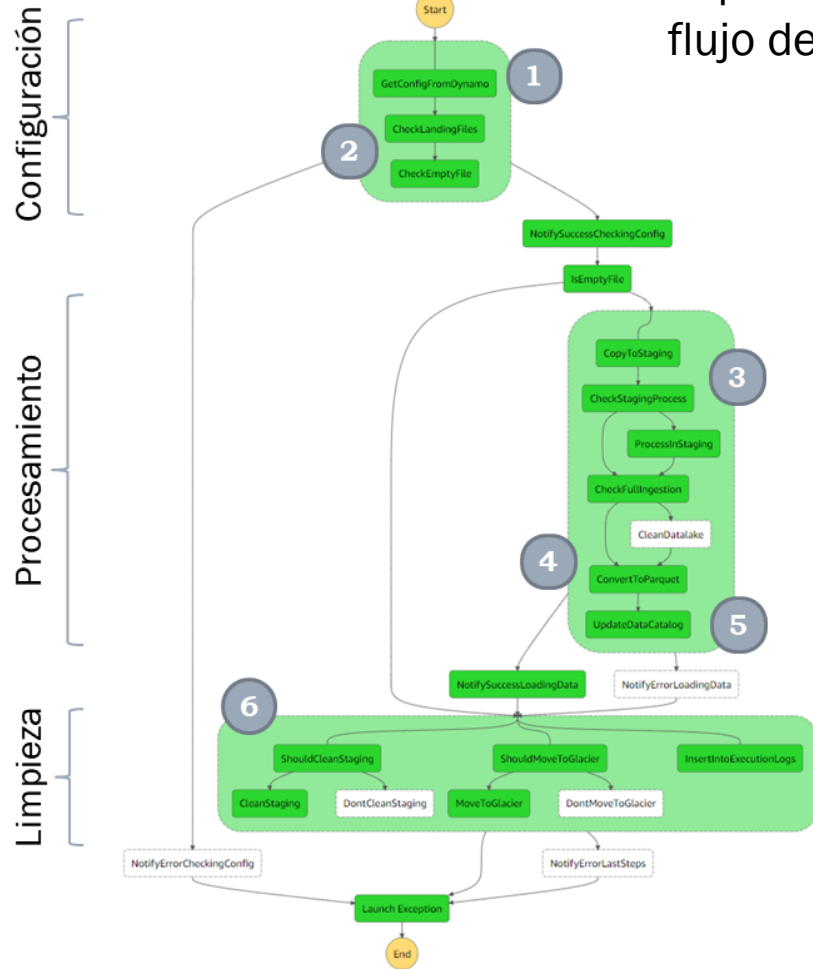 flujo de
Start
Configuración
1
GetConfigFromDynamo
CheckLandingFiles
2
CheckEmptyFile
NotifySuccessCheckingConfig
IsEmptyFile
Procesamiento
CopyToStaging
3
CheckStagingProcess
ProcessInStaging
CheckFullIngestion
CleanDatalake
4
ConvertToParquet
UpdateDataCatalog
5
NotifySuccessLoadingData
NotifyErrorLoadingData
6
Limpieza
ShouldCleanStaging
ShouldMoveToGlacier
InsertIntoExecutionLogs
CleanStaging
DontCleanStaging
MoveToGlacier
DontMoveToGlacier
NotifyErrorCheckingConfig
NotifyErrorLastSteps
Launch Exception
End